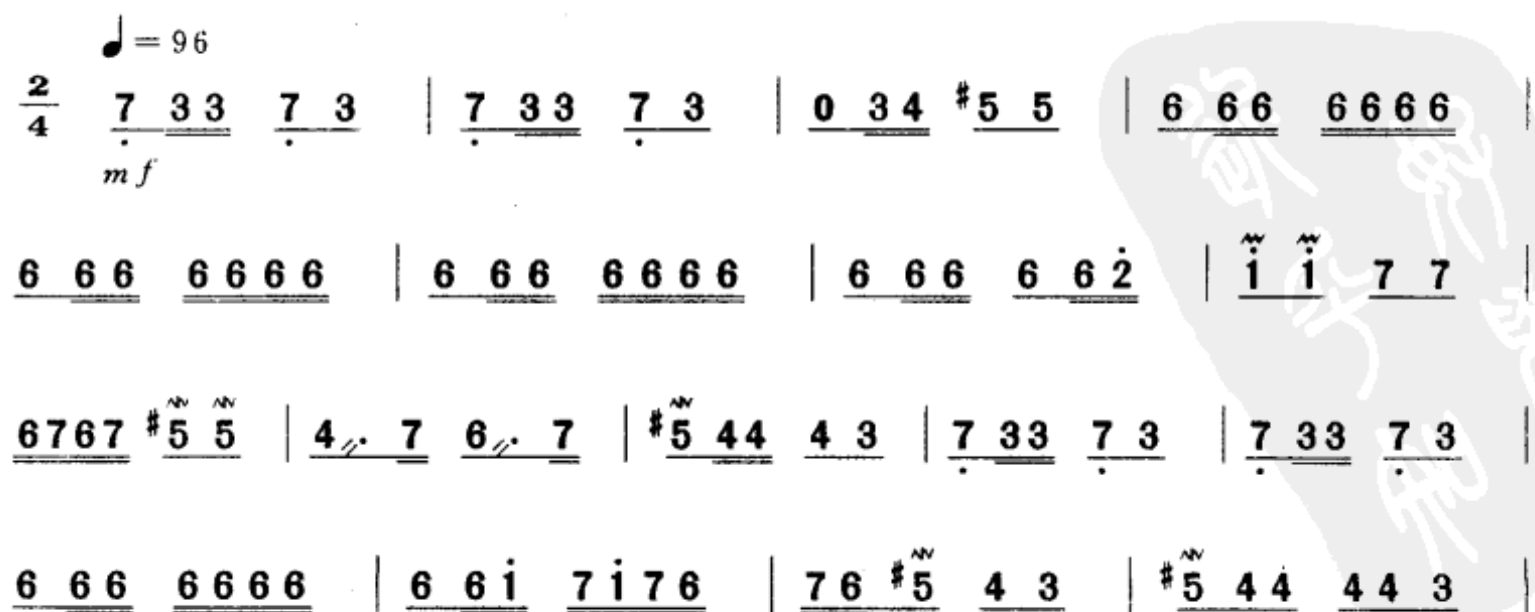 ♩= 96
2/4 7̣ 3 3 7̣ 3 | 7̣ 3 3 7̣ 3 | 0 3 4 #5 5 | 6 6 6 6 6 6 6 |
mf
6 6 6 6 6 6 6 | 6 6 6 6 6 6 6 | 6 6 6 6 6 2̇ | 1̇ 1̇ 7 7 |
6 7 6 7 #5 5 | 4. 7 6. 7 | #5 4 4 4 3 | 7̣ 3 3 7̣ 3 | 7̣ 3 3 7̣ 3 |
6 6 6 6 6 6 6 | 6 6 1̇ 7 1̇ 7 6 | 7 6 #5 4 3 | #5 4 4 4 4 3 |